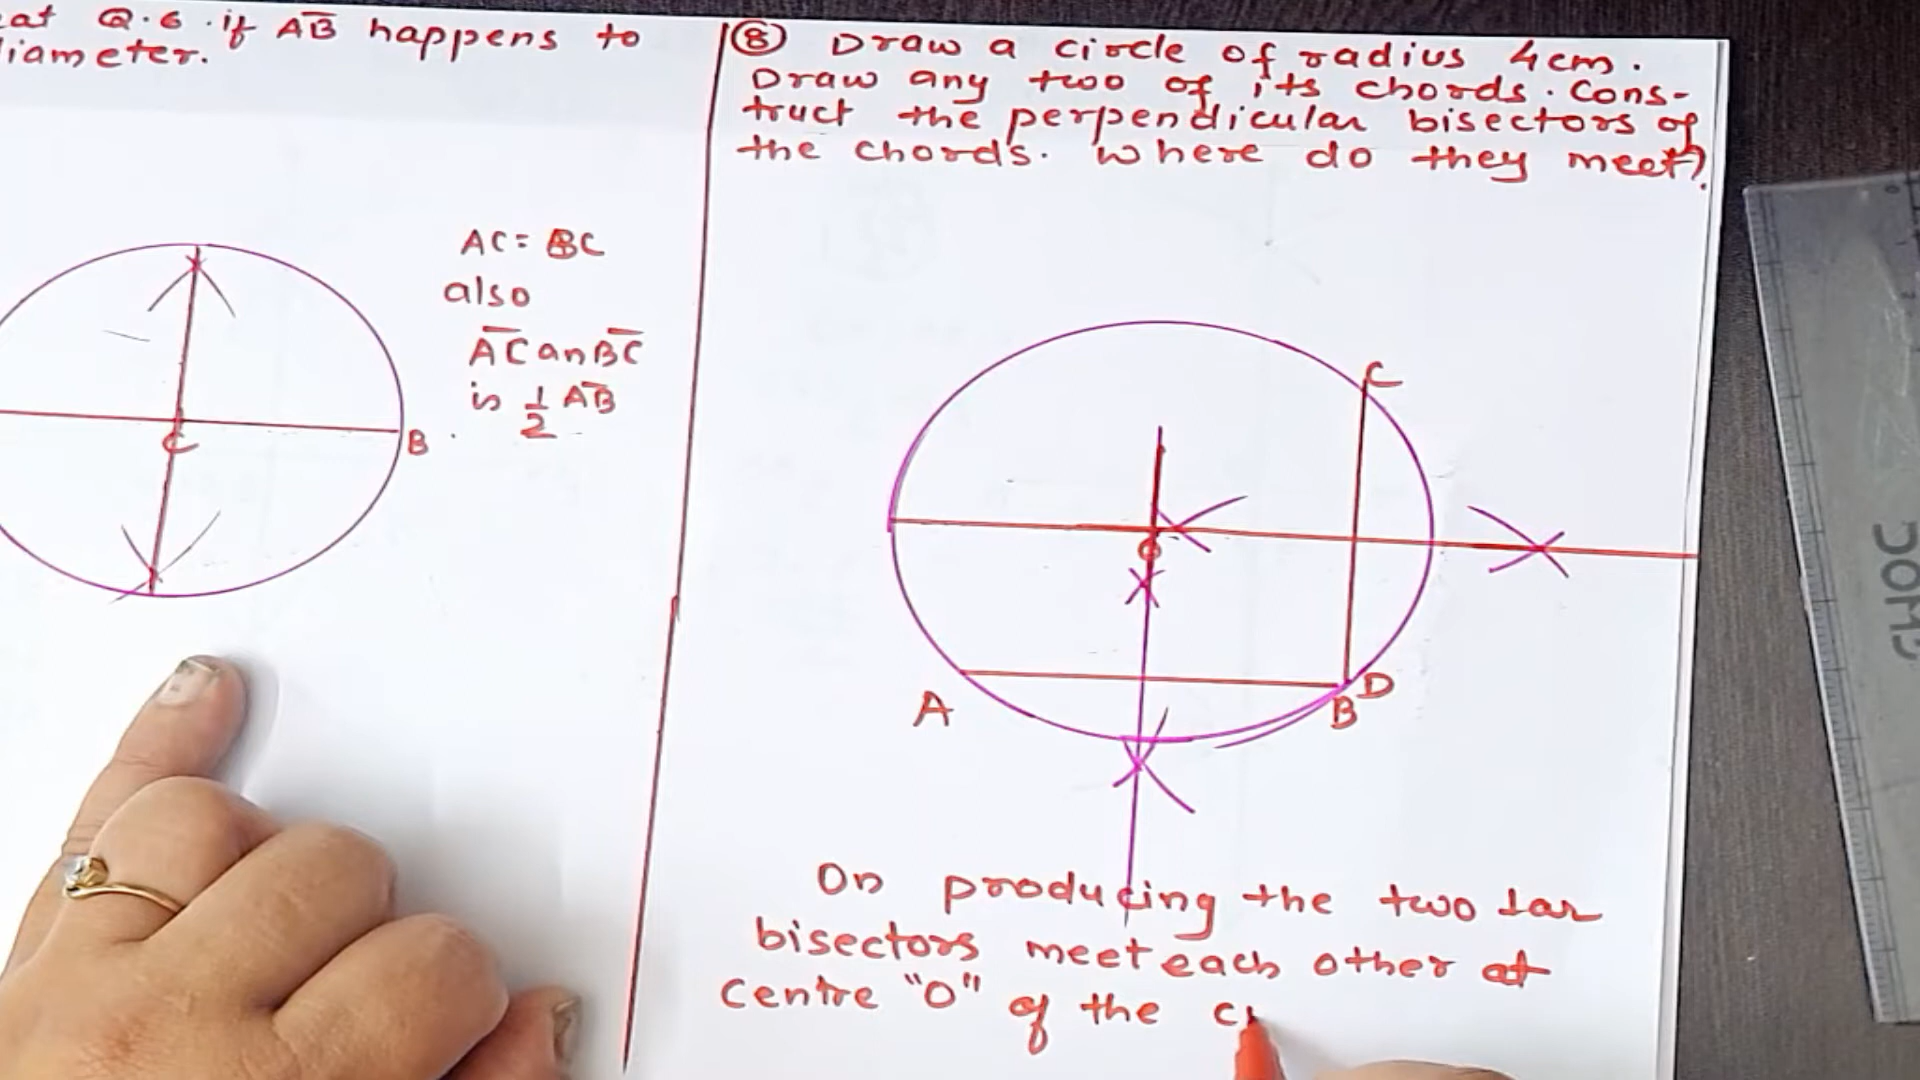 at Q.6. if AB happens to
diameter.
AC = BC
also
AC an BC
is 1/2 AB
C
B
⑧ Draw a circle of radius 4cm.
Draw any two of its chords. Cons-
truct the perpendicular bisectors of
the chords. Where do they meet?
C
O
A
D
B
On producing the two ⊥ar
bisectors meet each other at
centre "O" of the
DOMS